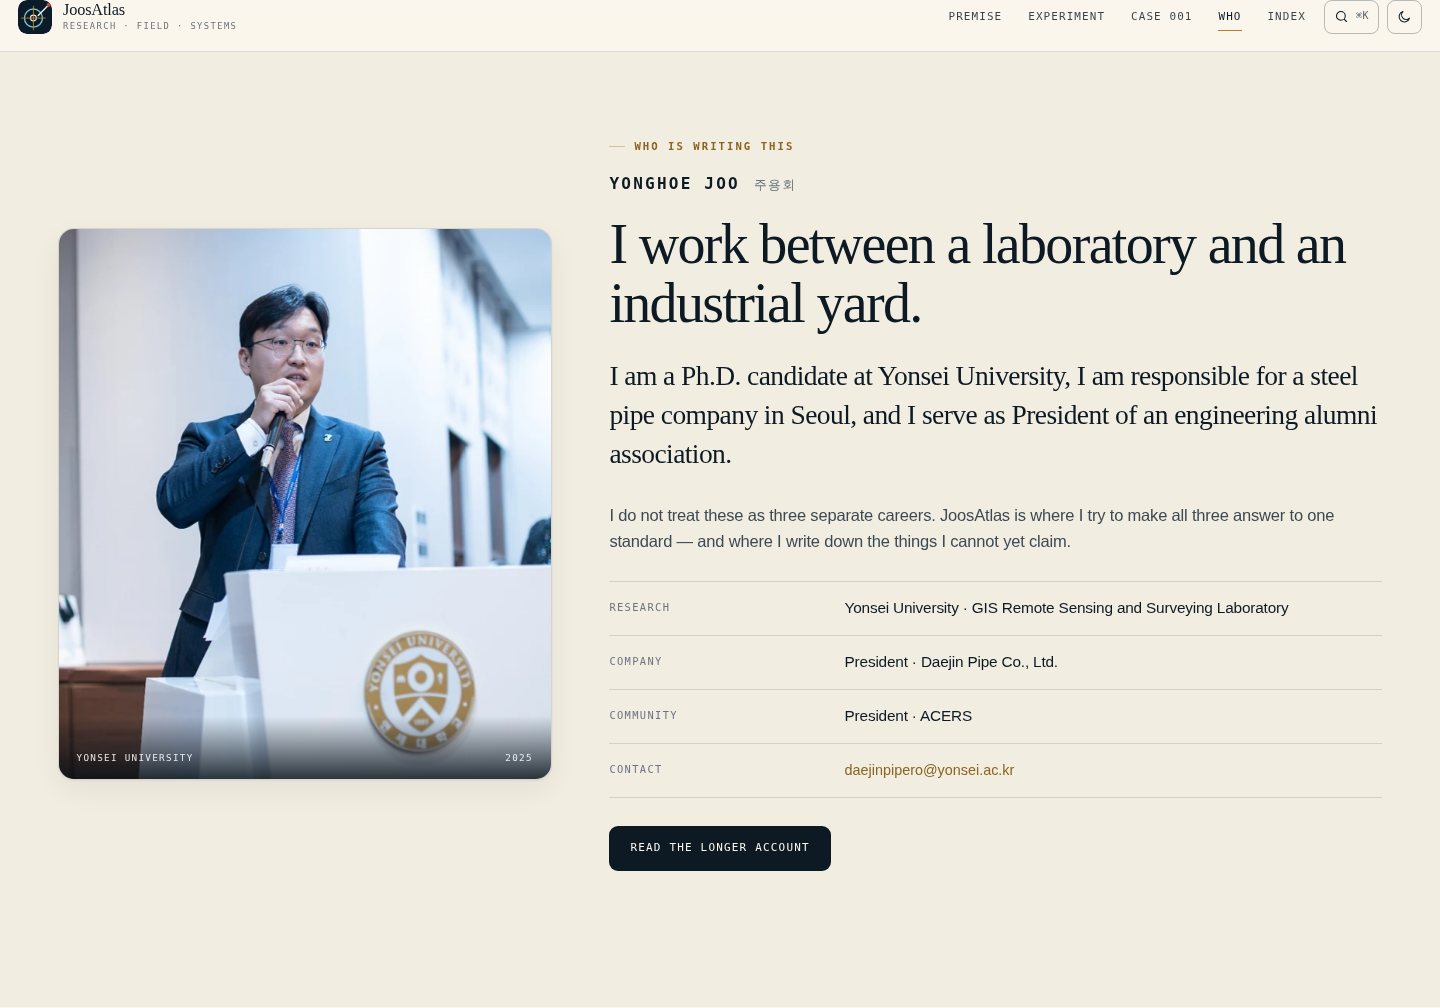 JoosAtlas
RESEARCH · FIELD · SYSTEMS
PREMISE
EXPERIMENT
CASE 001
WHO
INDEX
⌘K
WHO IS WRITING THIS
YONGHOE JOO 주용회
I work between a laboratory and an
industrial yard.
I am a Ph.D. candidate at Yonsei University, I am responsible for a steel
pipe company in Seoul, and I serve as President of an engineering alumni
association.
I do not treat these as three separate careers. JoosAtlas is where I try to make all three answer to one
standard — and where I write down the things I cannot yet claim.
RESEARCH
Yonsei University · GIS Remote Sensing and Surveying Laboratory
COMPANY
President · Daejin Pipe Co., Ltd.
COMMUNITY
President · ACERS
CONTACT
daejinpipero@yonsei.ac.kr
READ THE LONGER ACCOUNT
YONSEI UNIVERSITY
YONSEI UNIVERSITY
2025